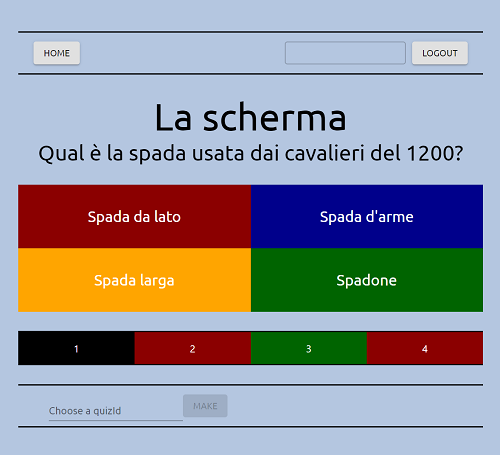 HOME
LOGOUT
La scherma
Qual è la spada usata dai cavalieri del 1200?
Spada da lato
Spada d'arme
Spada larga
Spadone
1
2
3
4
Choose a quizId
MAKE